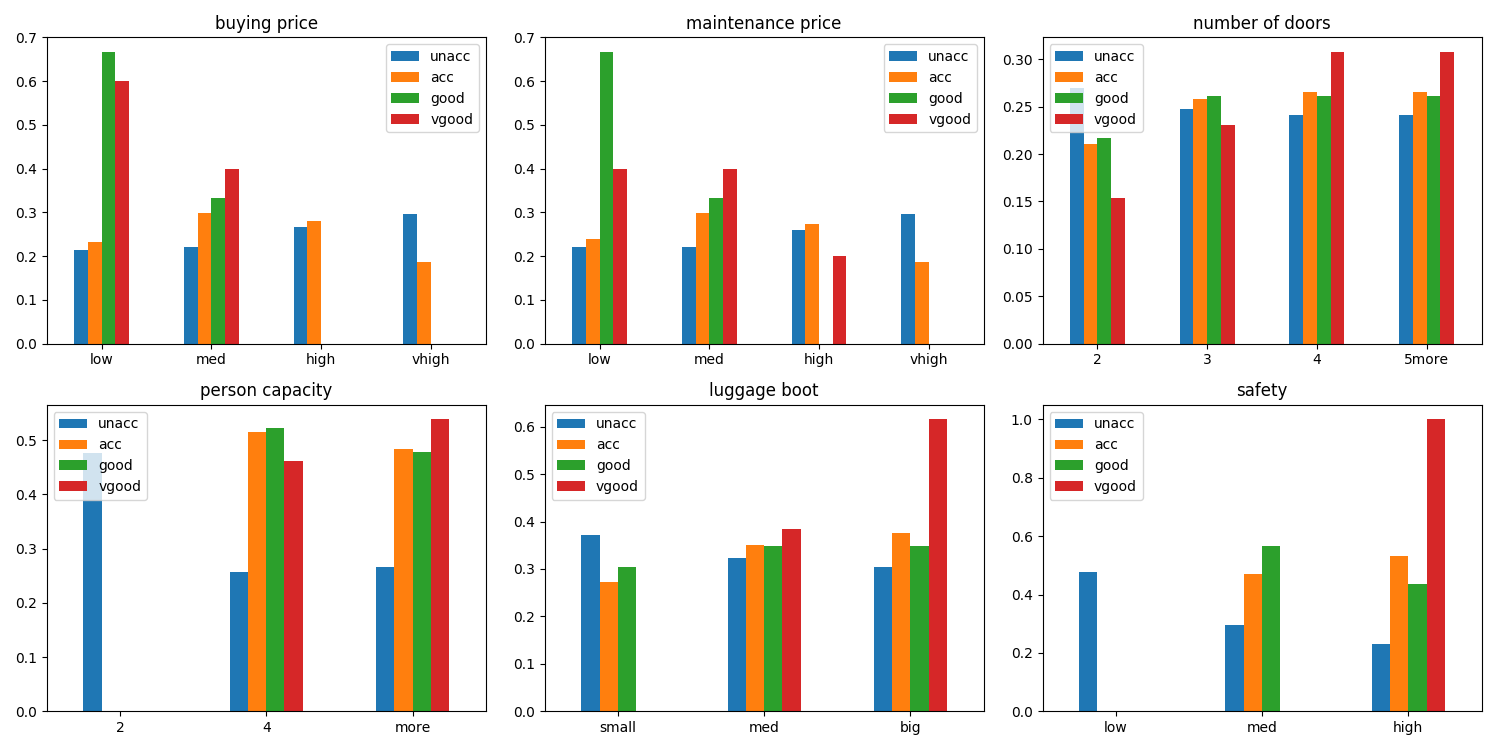 buying price
0.7
0.6
0.5
0.4
0.3
0.2
0.1
0.0
unacc
acc
good
vgood
low med high vhigh
maintenance price
0.7
0.6
0.5
0.4
0.3
0.2
0.1
0.0
unacc
acc
good
vgood
low med high vhigh
number of doors
0.30
0.25
0.20
0.15
0.10
0.05
0.00
unacc
acc
good
vgood
2 3 4 5more
person capacity
0.5
0.4
0.3
0.2
0.1
0.0
unacc
acc
good
vgood
2 4 more
luggage boot
0.6
0.5
0.4
0.3
0.2
0.1
0.0
unacc
acc
good
vgood
small med big
safety
1.0
0.8
0.6
0.4
0.2
0.0
unacc
acc
good
vgood
low med high